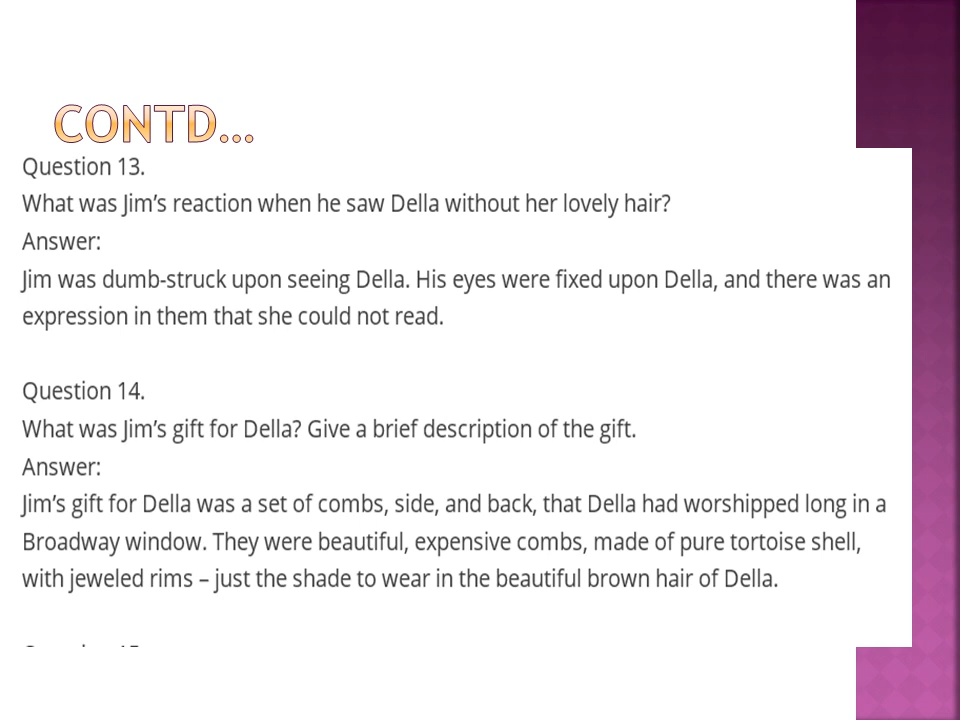 CONTD…
Question 13.
What was Jim’s reaction when he saw Della without her lovely hair?
Answer:
Jim was dumb-struck upon seeing Della. His eyes were fixed upon Della, and there was an
expression in them that she could not read.
Question 14.
What was Jim’s gift for Della? Give a brief description of the gift.
Answer:
Jim’s gift for Della was a set of combs, side, and back, that Della had worshipped long in a
Broadway window. They were beautiful, expensive combs, made of pure tortoise shell,
with jeweled rims – just the shade to wear in the beautiful brown hair of Della.